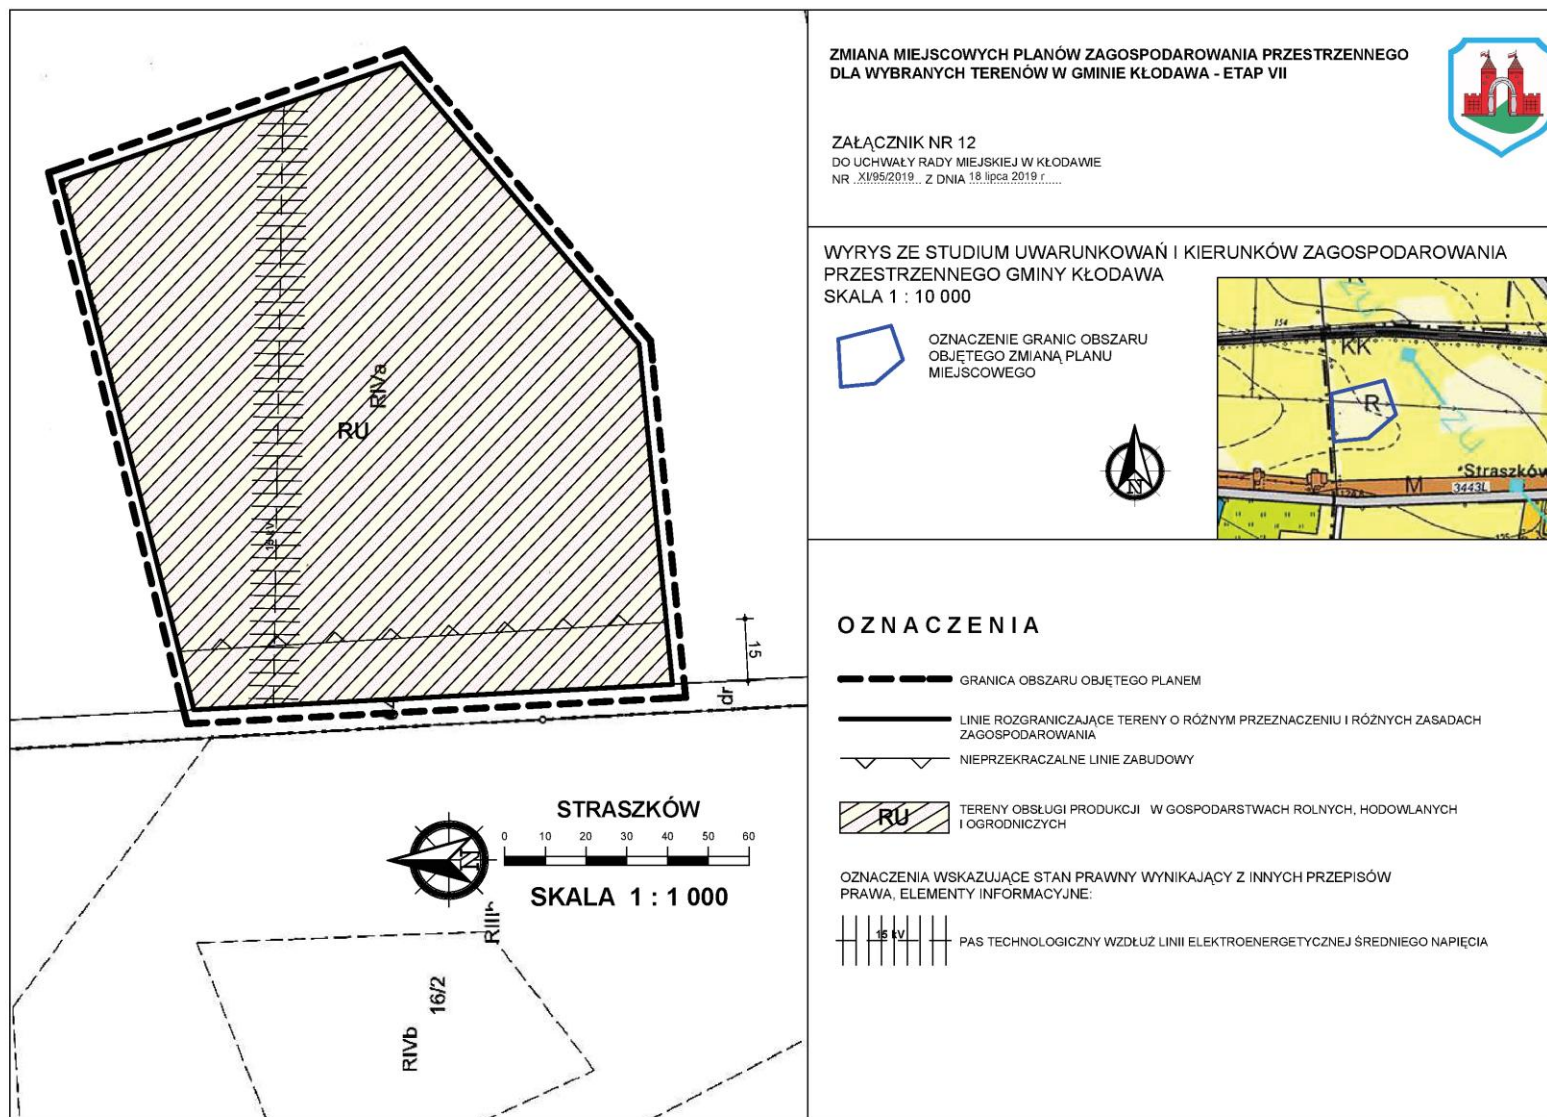 ZMIANA MIEJSCOWYCH PLANÓW ZAGOSPODAROWANIA PRZESTRZENNEGO
DLA WYBRANYCH TERENÓW W GMINIE KŁODAWA - ETAP VII
ZAŁĄCZNIK NR 12
DO UCHWAŁY RADY MIEJSKIEJ W KŁODAWIE
NR XI/95/2019 Z DNIA 18 lipca 2019 r
WYRYS ZE STUDIUM UWARUNKOWAŃ I KIERUNKÓW ZAGOSPODAROWANIA
PRZESTRZENNEGO GMINY KŁODAWA
SKALA 1 : 10 000
OZNACZENIE GRANIC OBSZARU
OBJĘTEGO ZMIANĄ PLANU
MIEJSCOWEGO
N
ZU
154
KK
R
ZU
Straszków
M
3443L
OZNACZENIA
GRANICA OBSZARU OBJĘTEGO PLANEM
LINIE ROZGRANICZAJĄCE TERENY O RÓŻNYM PRZEZNACZENIU I RÓŻNYCH ZASADACH
ZAGOSPODAROWANIA
NIEPRZEKRACZALNE LINIE ZABUDOWY
RU
TERENY OBSŁUGI PRODUKCJI W GOSPODARSTWACH ROLNYCH, HODOWLANYCH
I OGRODNICZYCH
OZNACZENIA WSKAZUJĄCE STAN PRAWNY WYNIKAJĄCY Z INNYCH PRZEPISÓW
PRAWA, ELEMENTY INFORMACYJNE:
15 kV
PAS TECHNOLOGICZNY WZDŁUŻ LINII ELEKTROENERGETYCZNEJ ŚREDNIEGO NAPIĘCIA
RIVa
RU
15 kV
15
dr
STRASZKÓW
0 10 20 30 40 50 60
N
SKALA 1 : 1 000
RIIIb
16/2
RIVb